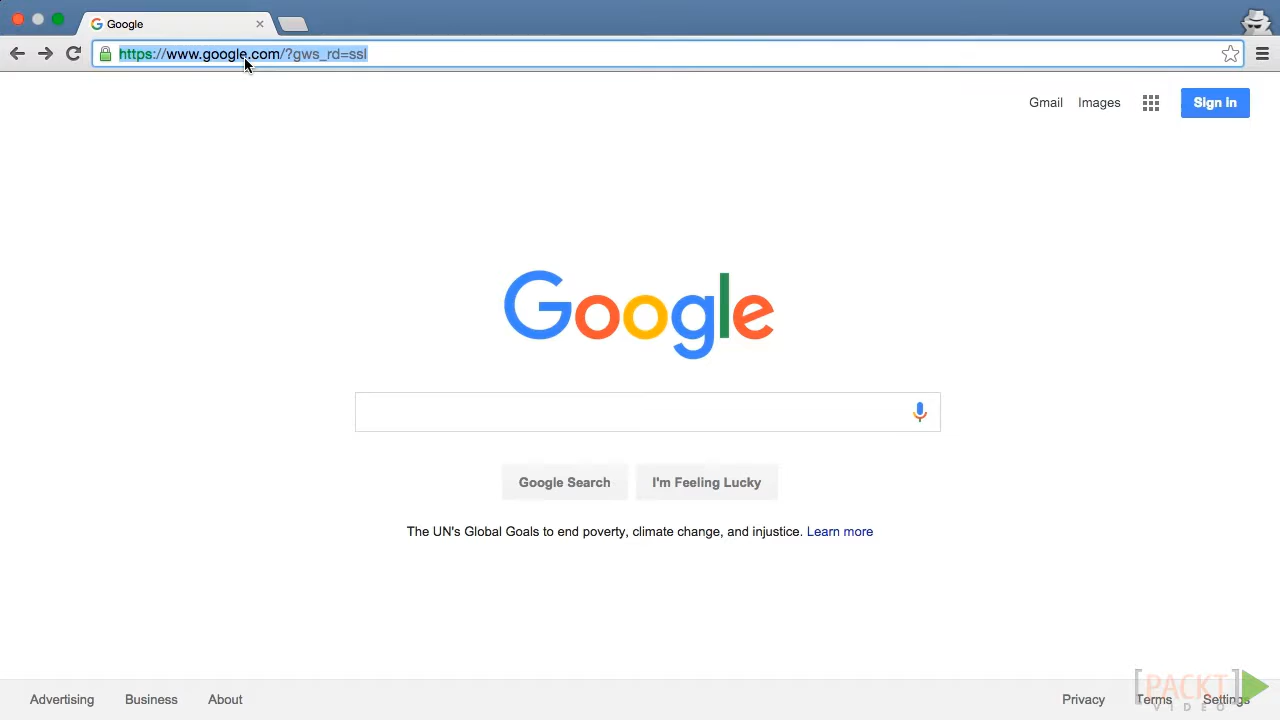 Google
https://www.google.com/?gws_rd=ssl
Gmail Images Sign in
Google
Google Search I'm Feeling Lucky
The UN's Global Goals to end poverty, climate change, and injustice. Learn more
Advertising Business About Privacy Terms Settings
[PACKT]
VIDEO